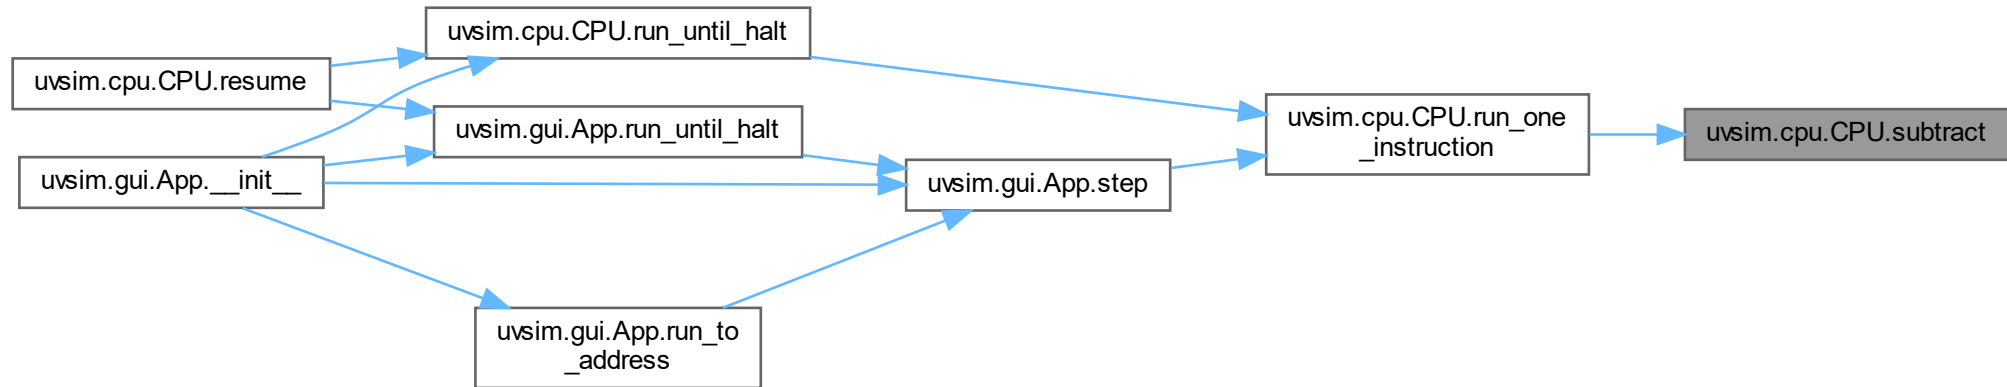 uvsim.cpu.CPU.run_until_halt
uvsim.cpu.CPU.resume
uvsim.gui.App.run_until_halt
uvsim.cpu.CPU.run_one
_instruction
uvsim.cpu.CPU.subtract
uvsim.gui.App.__init__
uvsim.gui.App.step
uvsim.gui.App.run_to
_address